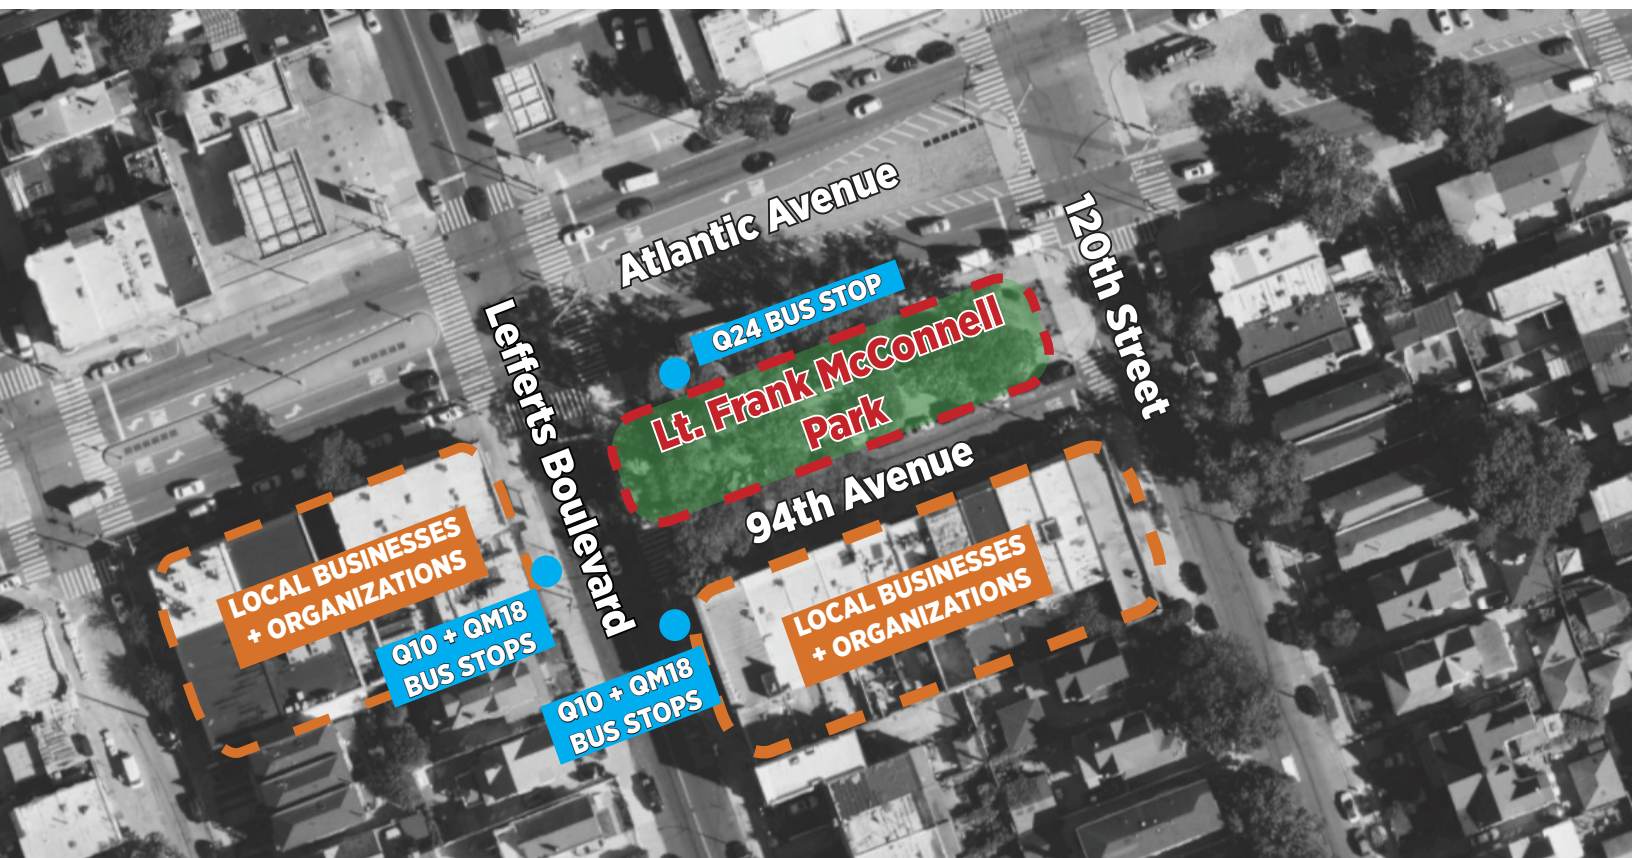 Atlantic Avenue
120th Street
Q24 BUS STOP
Lefferts Boulevard
Lt. Frank McConnell
Park
94th Avenue
LOCAL BUSINESSES
+ ORGANIZATIONS
LOCAL BUSINESSES
+ ORGANIZATIONS
Q10 + QM18
BUS STOPS
Q10 + QM18
BUS STOPS